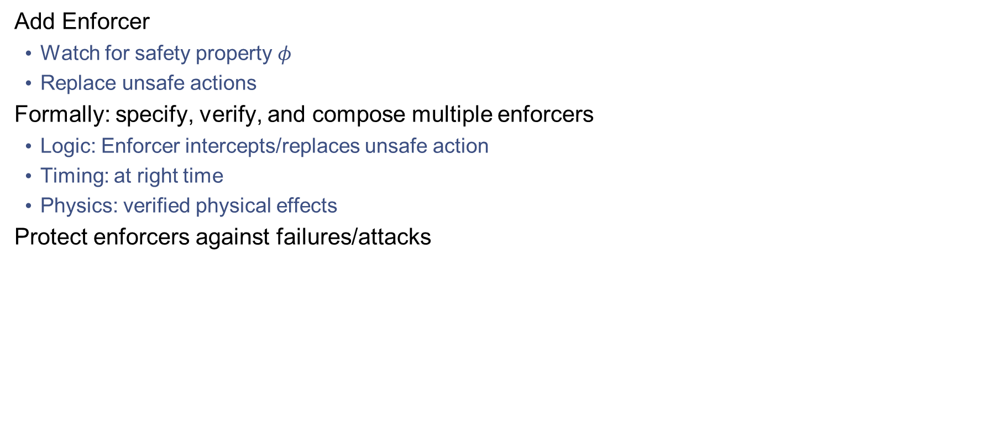 Add Enforcer
• Watch for safety property ϕ
• Replace unsafe actions
Formally: specify, verify, and compose multiple enforcers
• Logic: Enforcer intercepts/replaces unsafe action
• Timing: at right time
• Physics: verified physical effects
Protect enforcers against failures/attacks